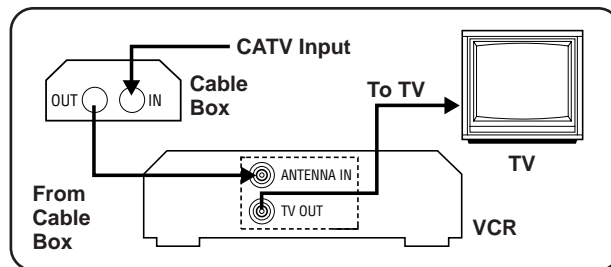 CATV Input
Cable
Box
OUT
IN
To TV
TV
ANTENNA IN
From
Cable
Box
TV OUT
VCR